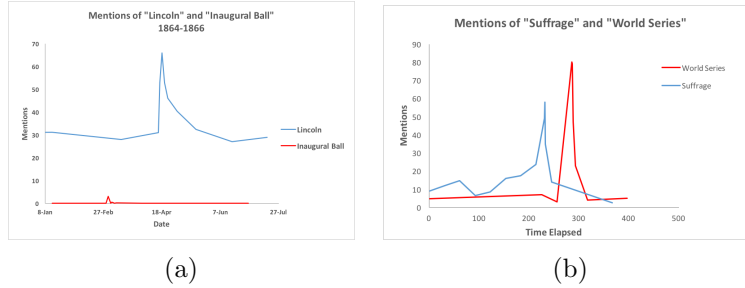 Mentions of "Lincoln" and "Inaugural Ball"
1864-1866
70
60
50
40
30
20
10
0
Mentions
8-Jan
27-Feb
18-Apr
7-Jun
27-Jul
Date
Lincoln
Inaugural Ball
(a)
Mentions of "Suffrage" and "World Series"
90
80
70
60
50
40
30
20
10
0
Mentions
0
100
200
300
400
500
Time Elapsed
World Series
Suffrage
(b)